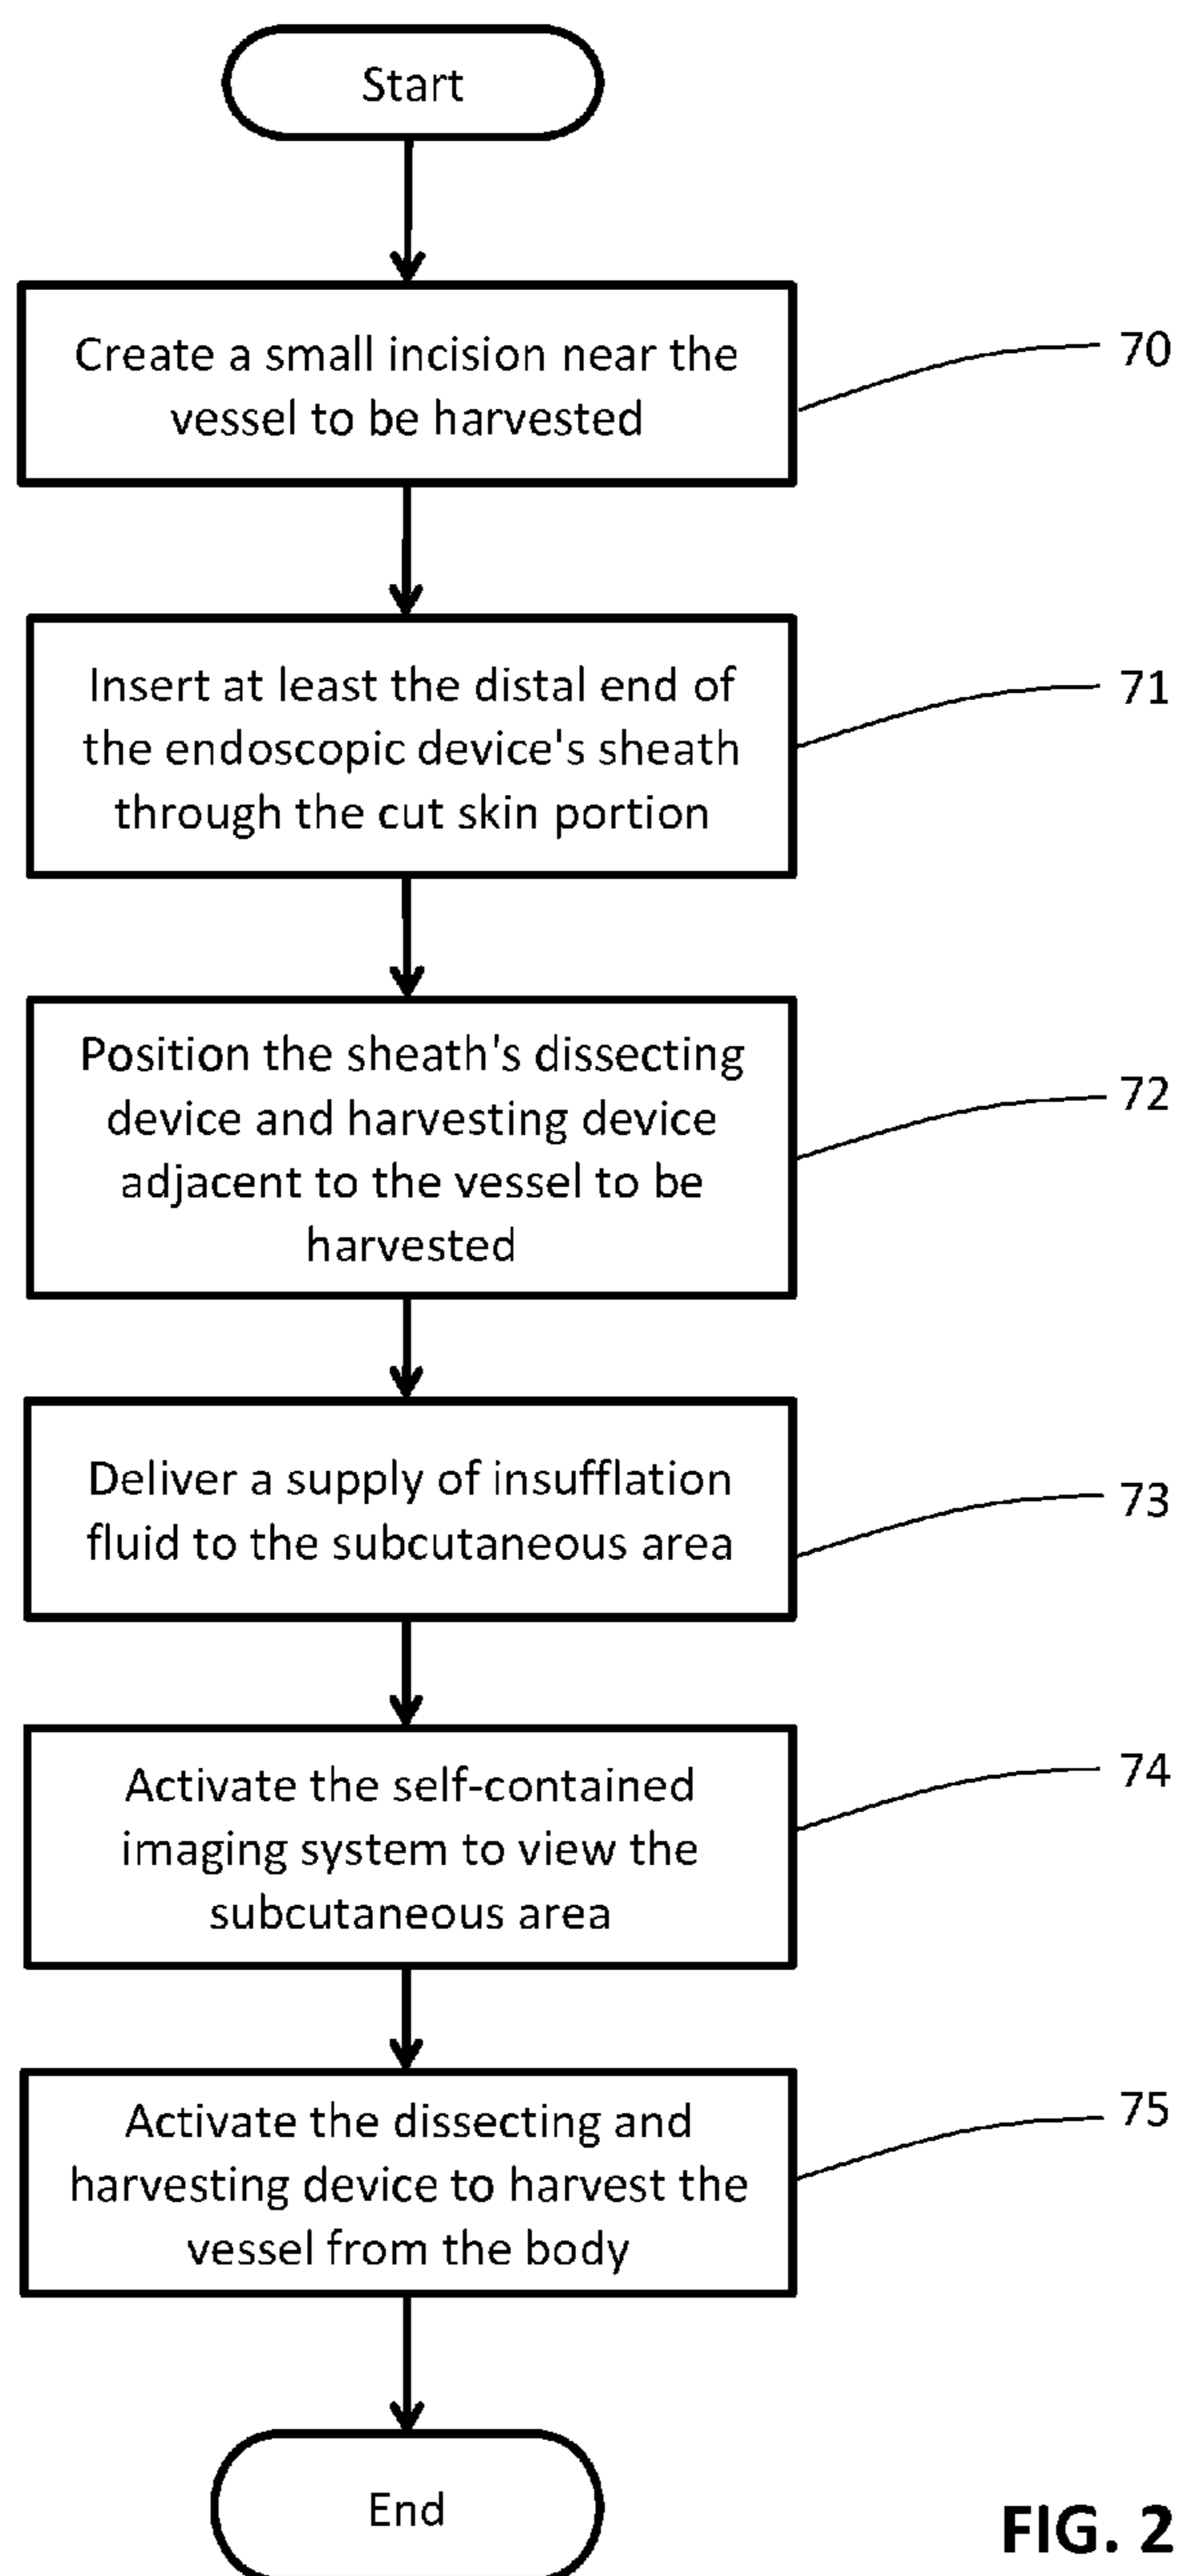 Start
Create a small incision near the
vessel to be harvested
70
Insert at least the distal end of
the endoscopic device's sheath
through the cut skin portion
71
Position the sheath's dissecting
device and harvesting device
adjacent to the vessel to be
harvested
72
Deliver a supply of insufflation
fluid to the subcutaneous area
73
Activate the self-contained
imaging system to view the
subcutaneous area
74
Activate the dissecting and
harvesting device to harvest the
vessel from the body
75
End
FIG. 2